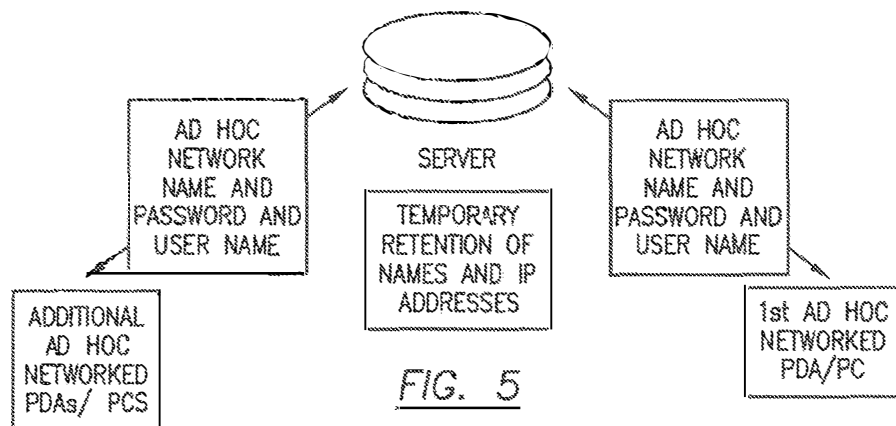 AD HOC
NETWORK
NAME AND
PASSWORD AND
USER NAME
SERVER
TEMPORARY
RETENTION OF
NAMES AND IP
ADDRESSES
AD HOC
NETWORK
NAME AND
PASSWORD AND
USER NAME
ADDITIONAL
AD HOC
NETWORKED
PDAs/ PCS
1st AD HOC
NETWORKED
PDA/PC
FIG. 5